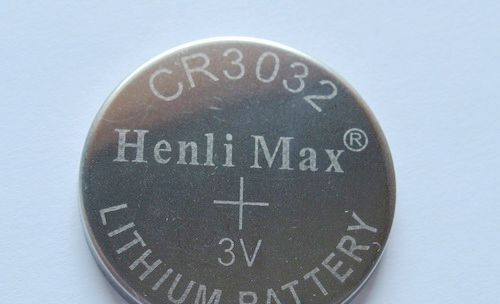 CR3032
Henli Max®
+
3V
LITHIUM BATTERY